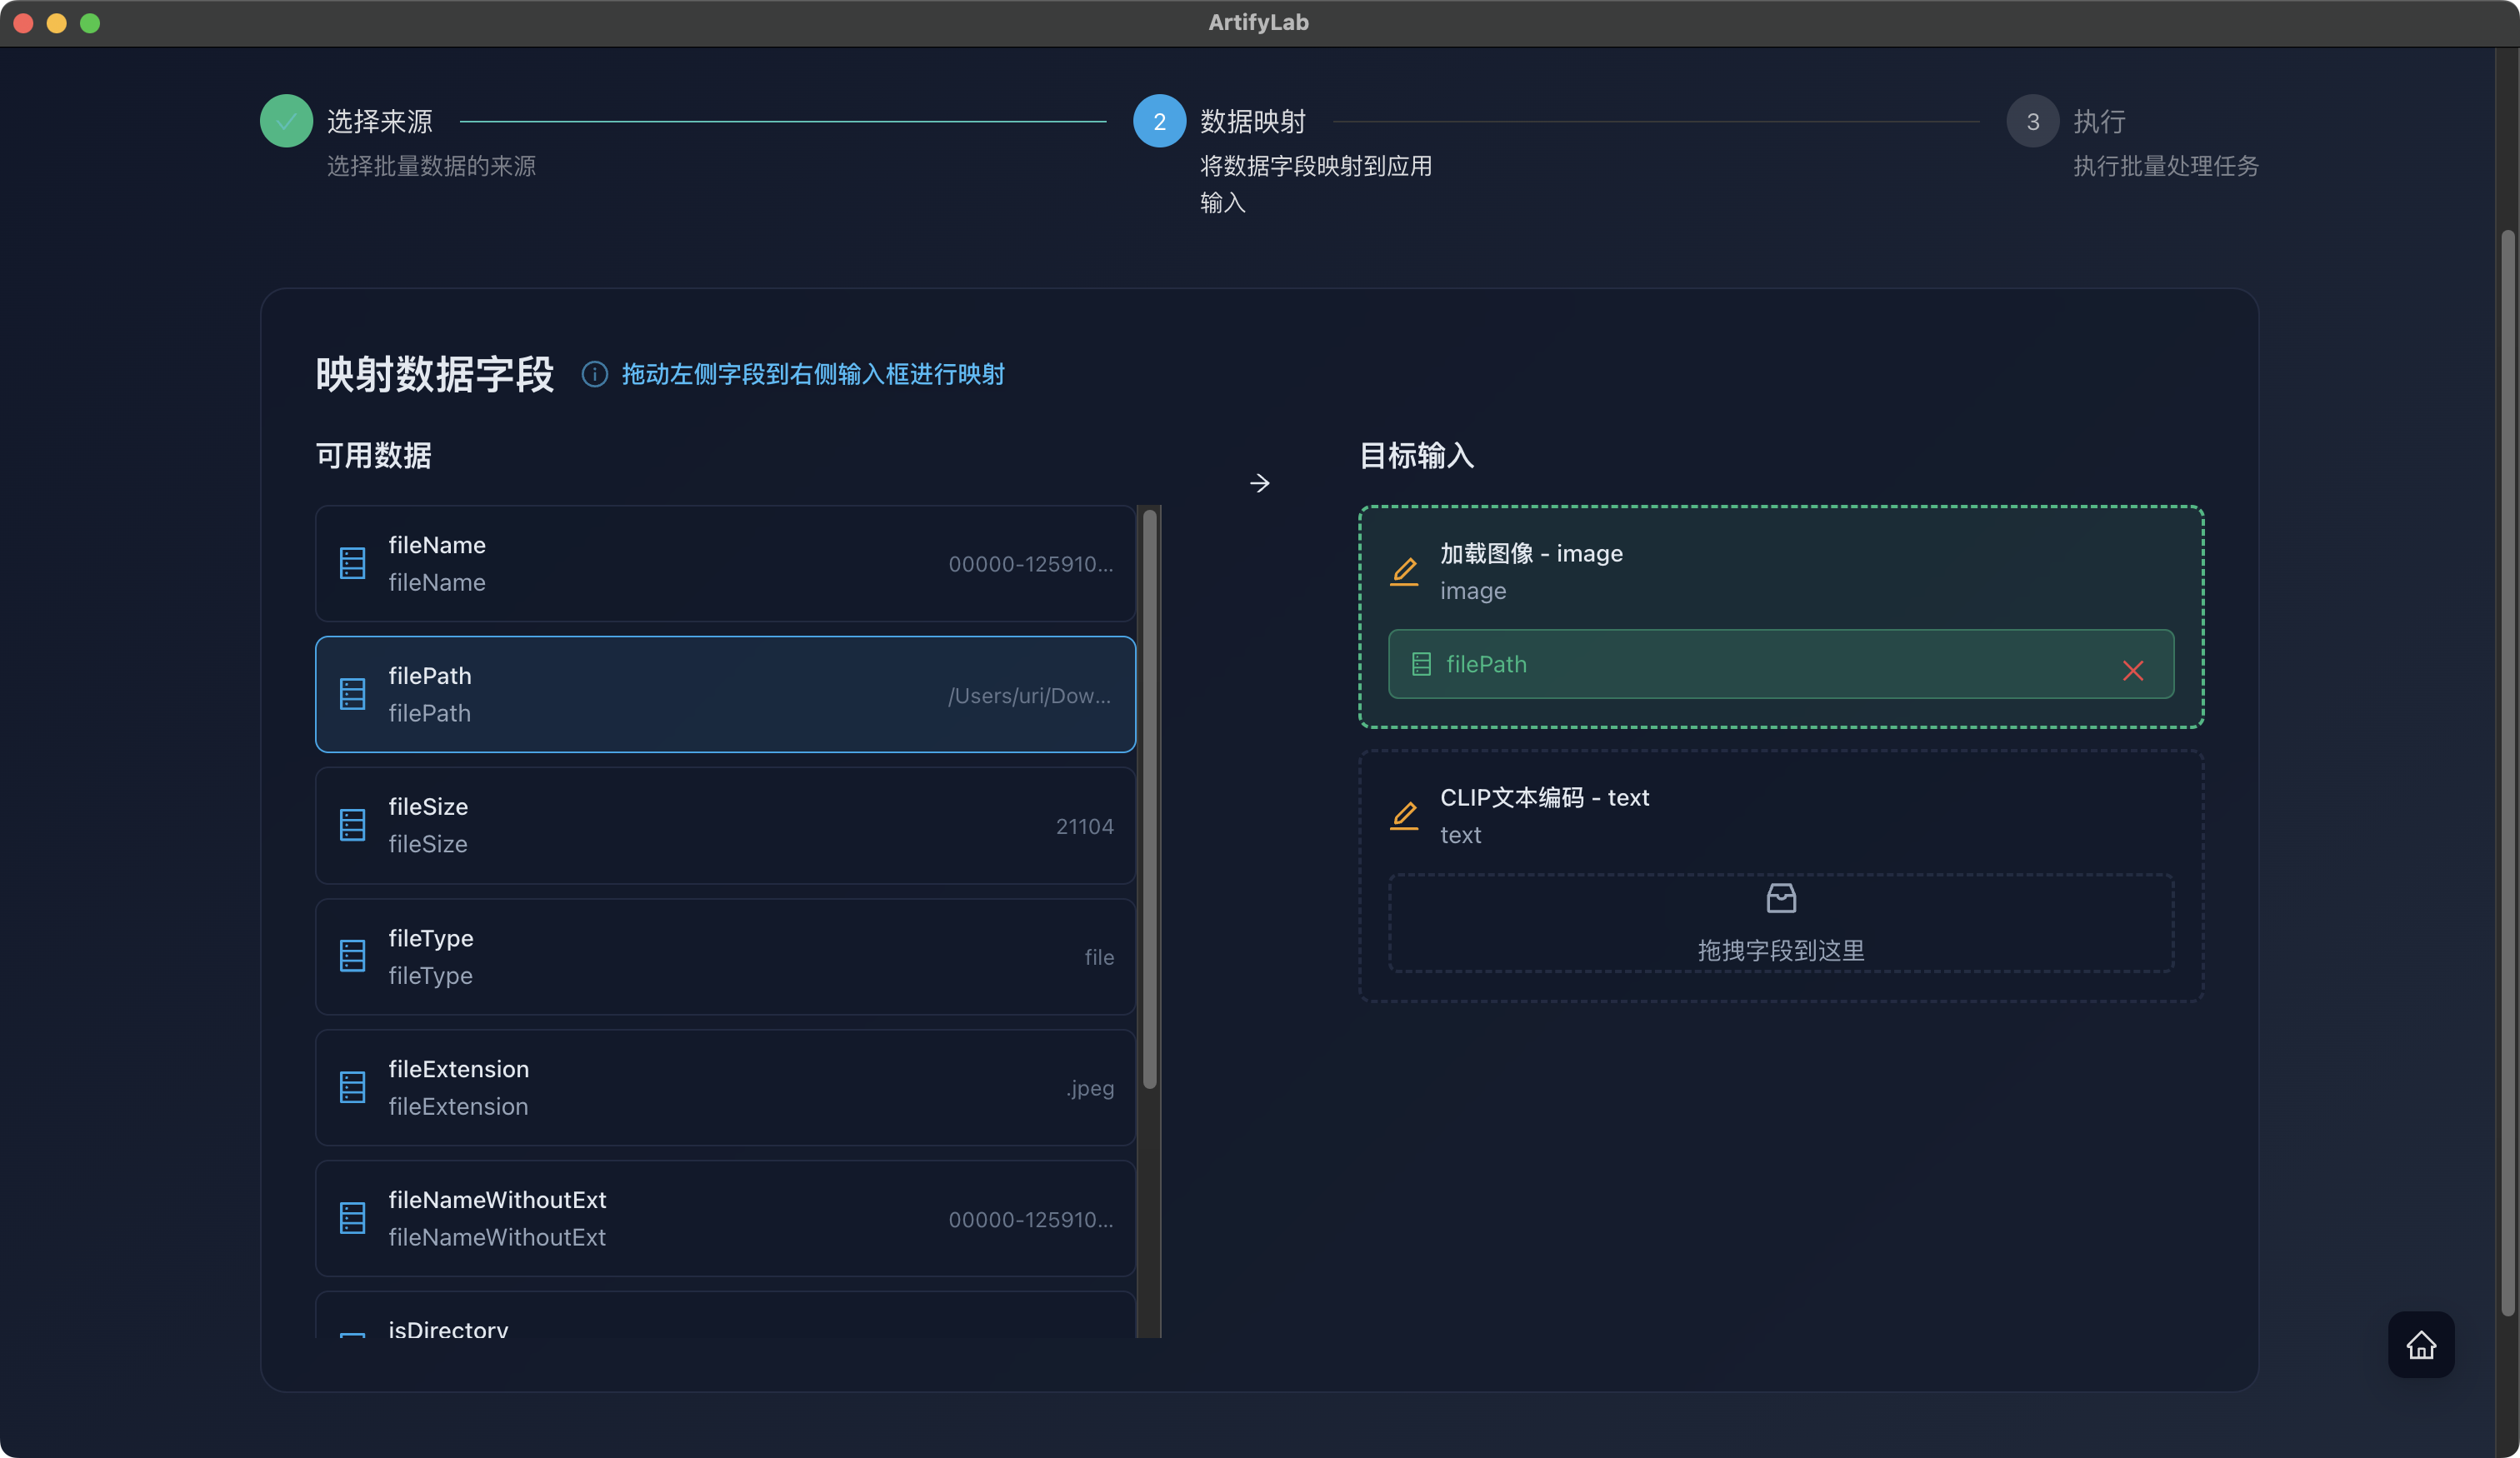 ArtifyLab
选择来源
选择批量数据的来源
2
数据映射
将数据字段映射到应用
输入
3
执行
执行批量处理任务
映射数据字段
拖动左侧字段到右侧输入框进行映射
可用数据
fileName
fileName
00000-125910...
filePath
filePath
/Users/uri/Dow...
fileSize
fileSize
21104
fileType
fileType
file
fileExtension
fileExtension
.jpeg
fileNameWithoutExt
fileNameWithoutExt
00000-125910...
isDirectory
目标输入
加载图像 - image
image
filePath
CLIP文本编码 - text
text
拖拽字段到这里